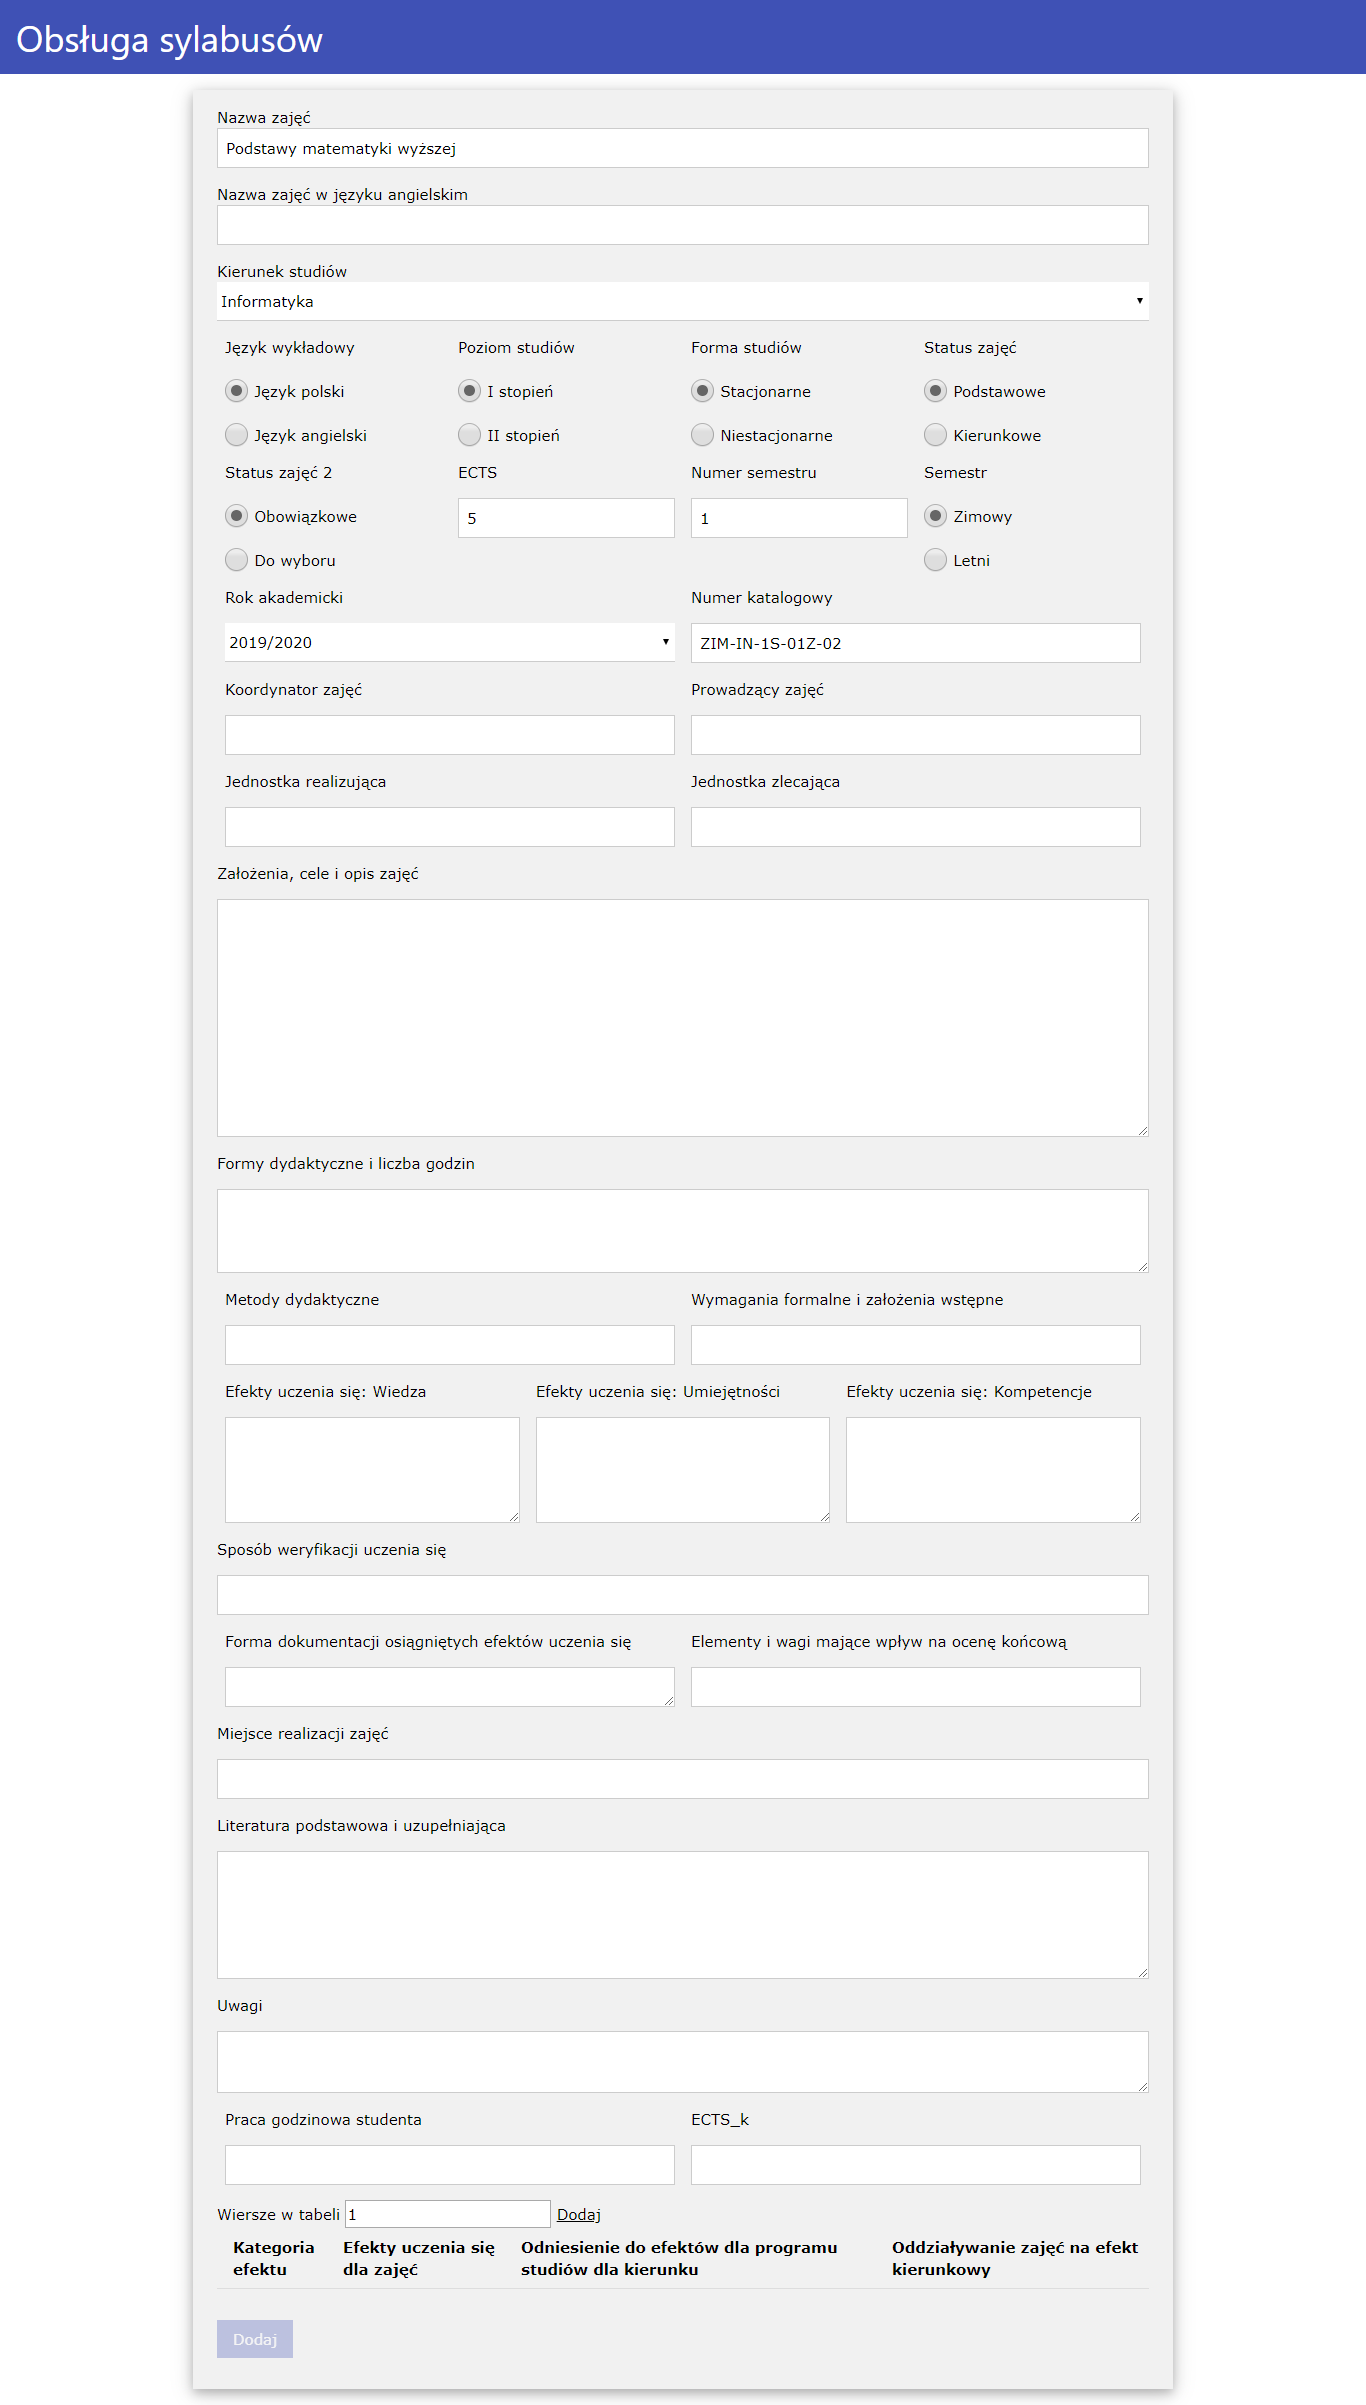 Obsługa sylabusów
Nazwa zajęć
Podstawy matematyki wyższej
Nazwa zajęć w języku angielskim
Kierunek studiów
Informatyka
Język wykładowy Poziom studiów Forma studiów Status zajęć
Język polski I stopień Stacjonarne Podstawowe
Język angielski II stopień Niestacjonarne Kierunkowe
Status zajęć 2 ECTS Numer semestru Semestr
Obowiązkowe 5 1 Zimowy
Do wyboru Letni
Rok akademicki Numer katalogowy
2019/2020 ZIM-IN-1S-01Z-02
Koordynator zajęć Prowadzący zajęć
Jednostka realizująca Jednostka zlecająca
Założenia, cele i opis zajęć
Formy dydaktyczne i liczba godzin
Metody dydaktyczne Wymagania formalne i założenia wstępne
Efekty uczenia się: Wiedza Efekty uczenia się: Umiejętności Efekty uczenia się: Kompetencje
Sposób weryfikacji uczenia się
Forma dokumentacji osiągniętych efektów uczenia się Elementy i wagi mające wpływ na ocenę końcową
Miejsce realizacji zajęć
Literatura podstawowa i uzupełniająca
Uwagi
Praca godzinowa studenta ECTS_k
Wiersze w tabeli 1 Dodaj
Kategoria Efekty uczenia się Odniesienie do efektów dla programu Oddziaływanie zajęć na efekt
efektu dla zajęć studiów dla kierunku kierunkowy
Dodaj